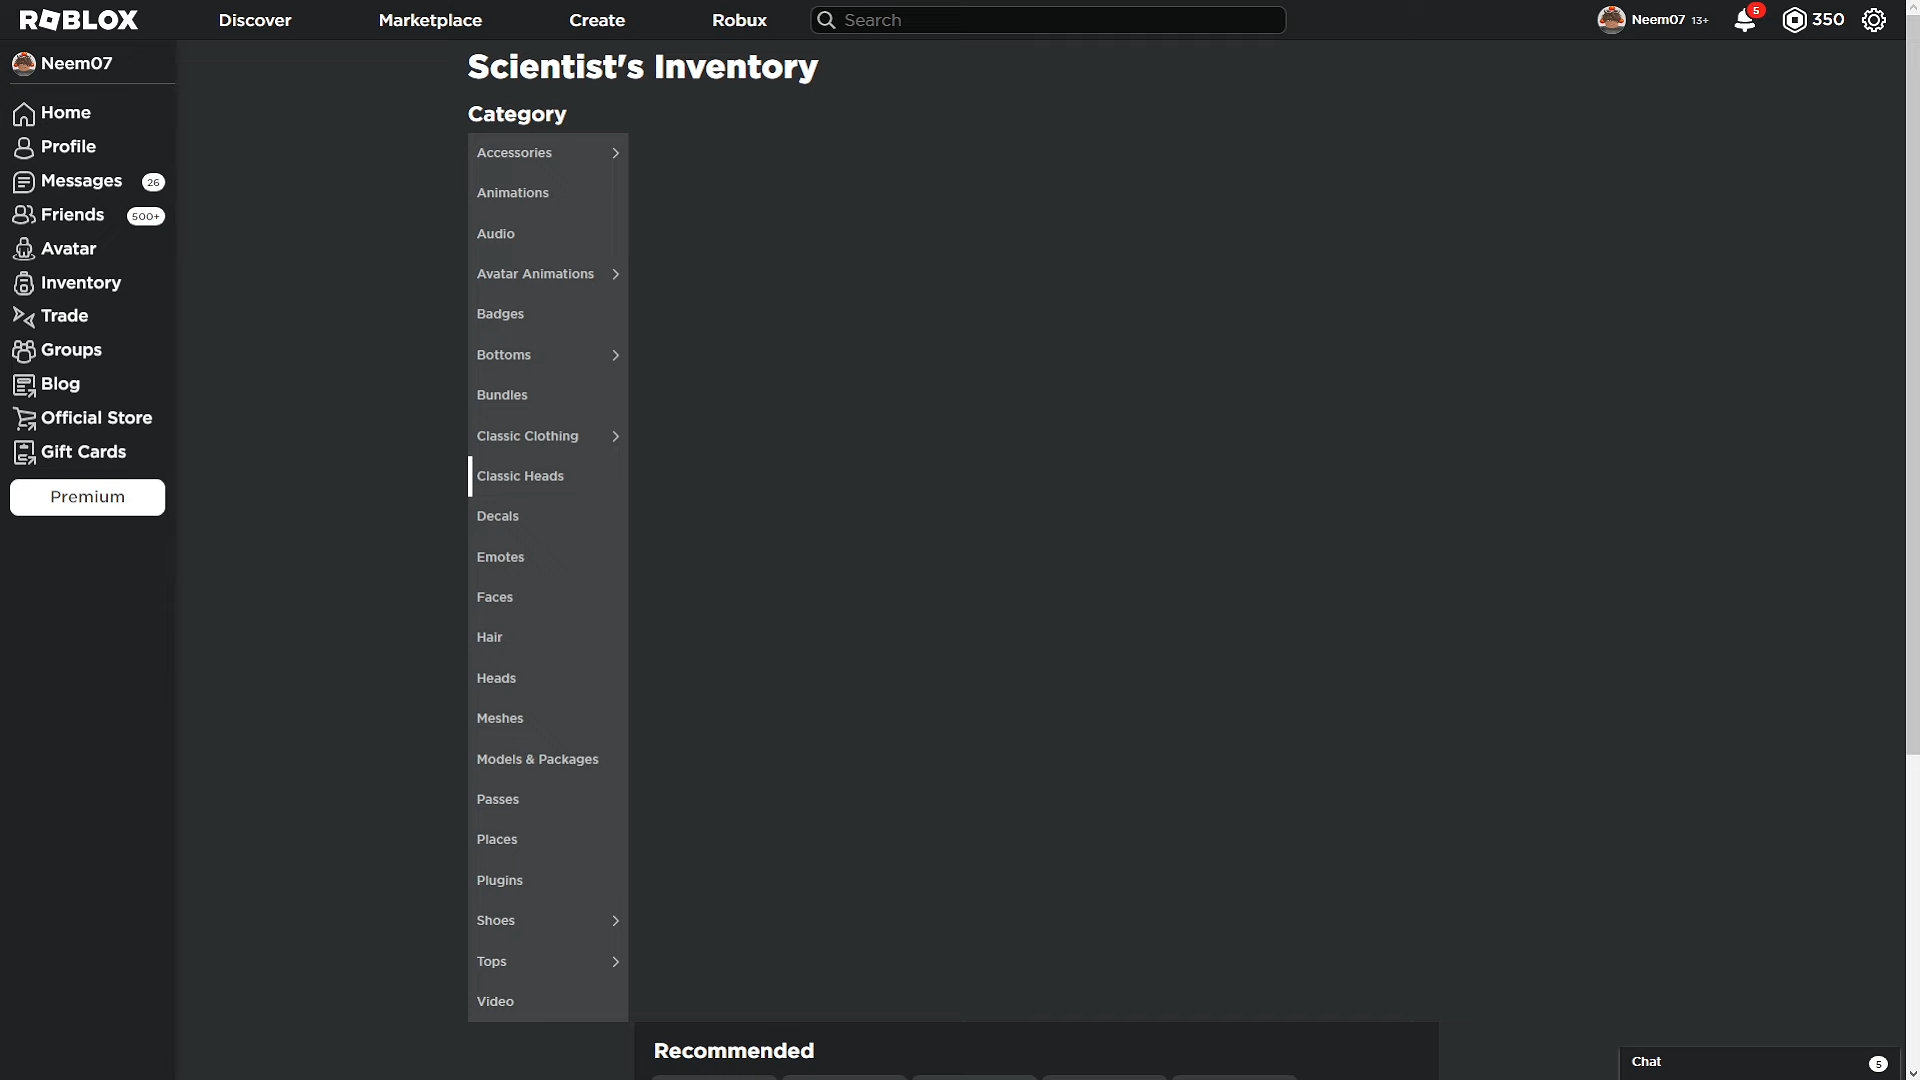 ROBLOX
Discover
Marketplace
Create
Robux
Search
Neem07 13+
5
350
Neem07
Home
Profile
Messages 26
Friends 500+
Avatar
Inventory
Trade
Groups
Blog
Official Store
Gift Cards
Premium
Scientist's Inventory
Category
Accessories
Animations
Audio
Avatar Animations
Badges
Bottoms
Bundles
Classic Clothing
Classic Heads
Decals
Emotes
Faces
Hair
Heads
Meshes
Models & Packages
Passes
Places
Plugins
Shoes
Tops
Video
Recommended
Chat 5